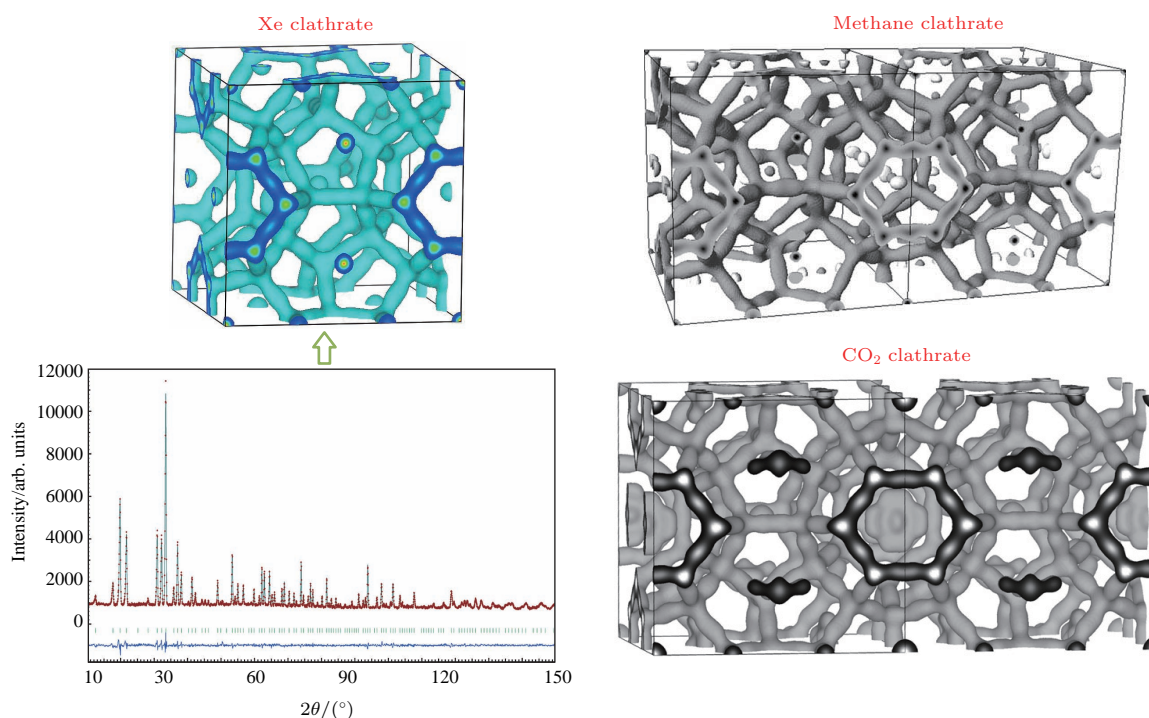 Xe clathrate
Methane clathrate
CO₂ clathrate
Intensity/arb. units
12000
10000
8000
6000
4000
2000
0
10 30 60 90 120 150
2θ/(°)